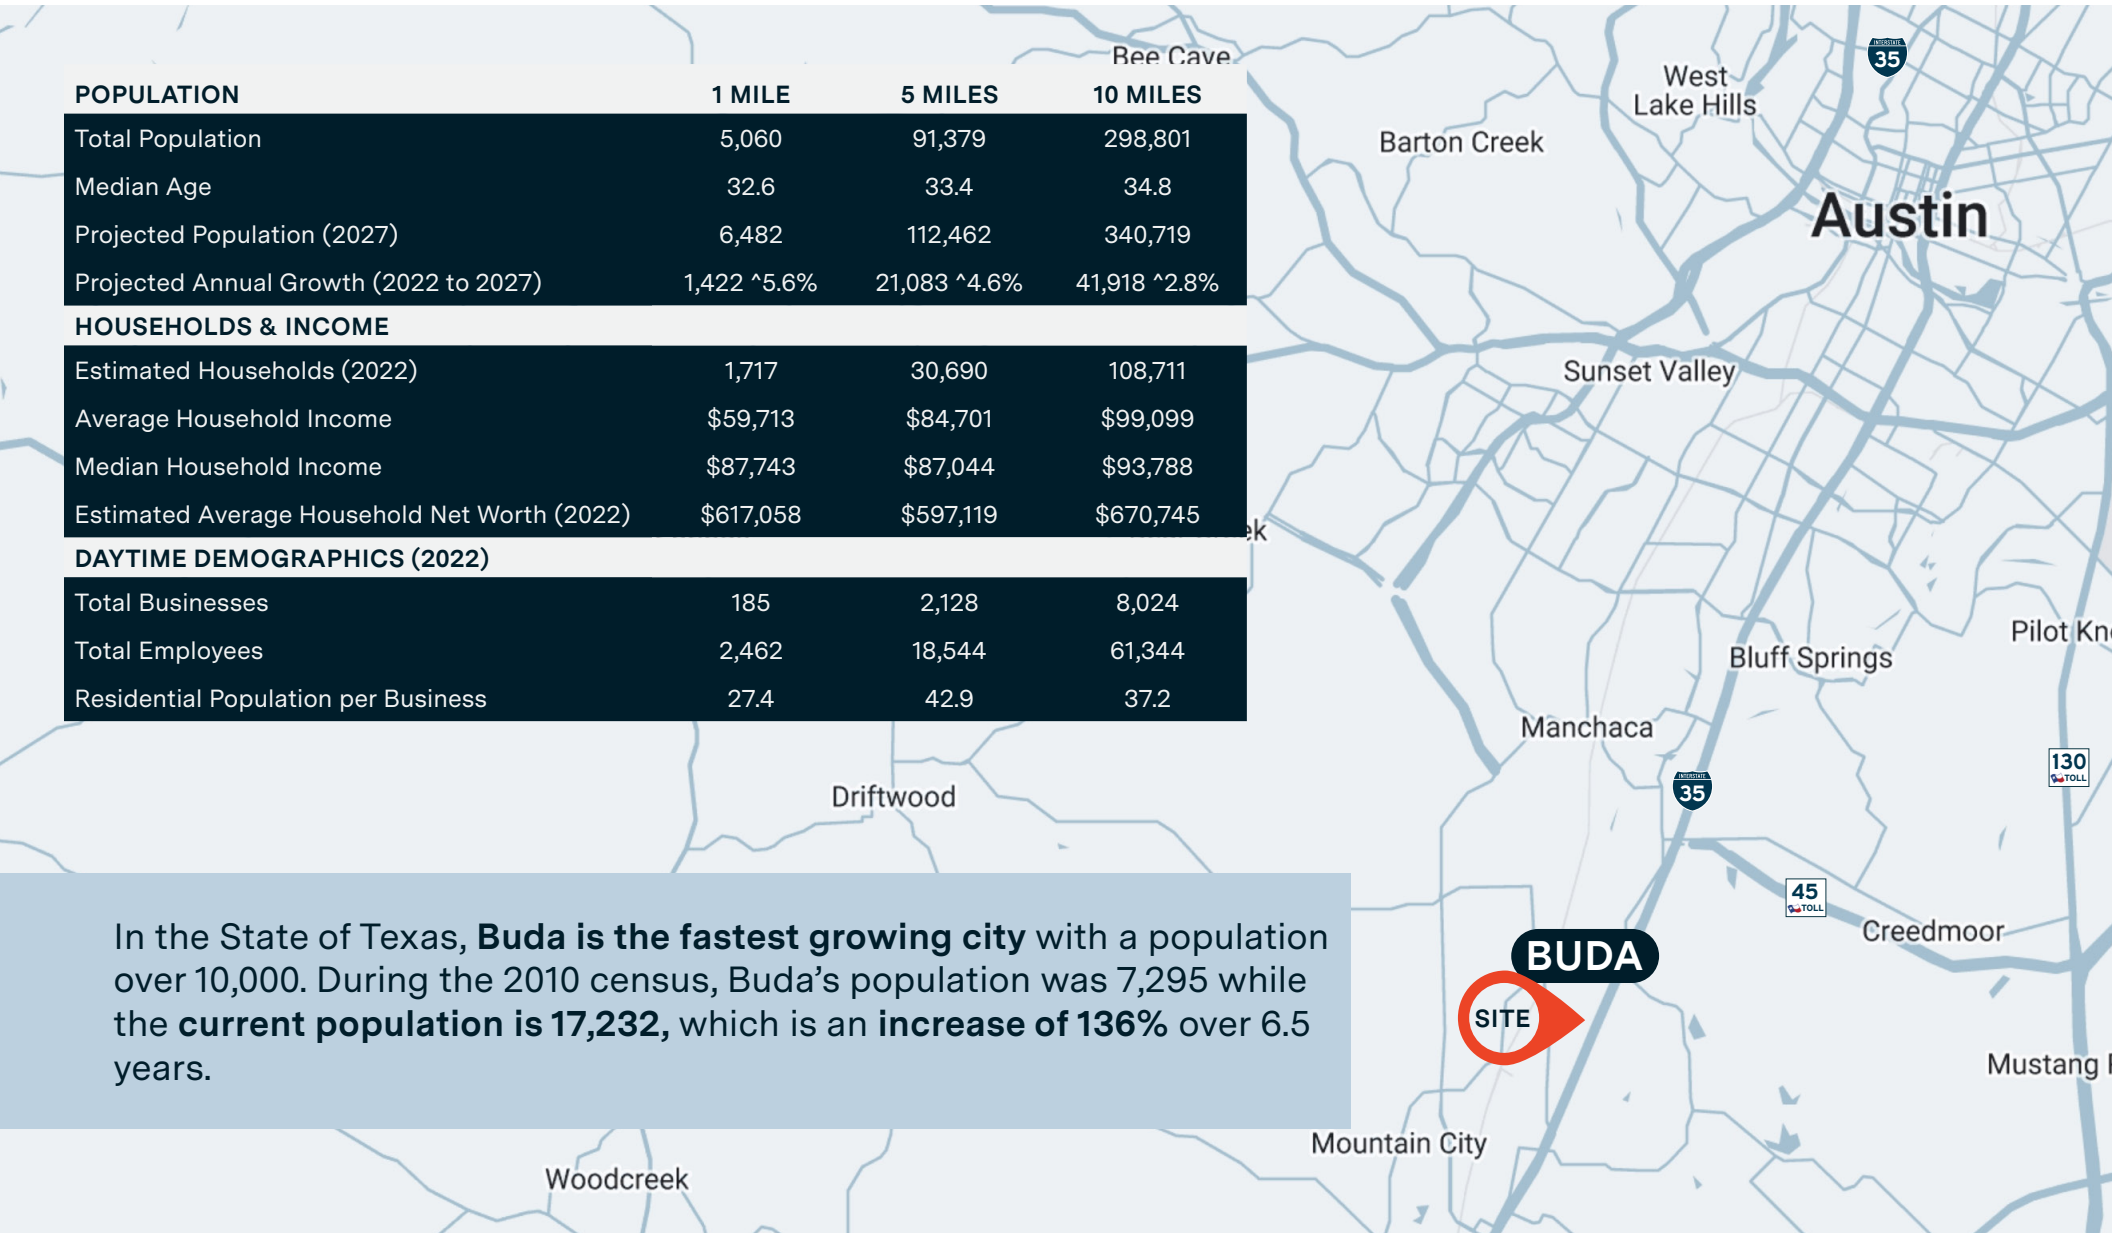 POPULATION 1 MILE 5 MILES 10 MILES
Total Population 5,060 91,379 298,801
Median Age 32.6 33.4 34.8
Projected Population (2027) 6,482 112,462 340,719
Projected Annual Growth (2022 to 2027) 1,422 ^5.6% 21,083 ^4.6% 41,918 ^2.8%
HOUSEHOLDS & INCOME
Estimated Households (2022) 1,717 30,690 108,711
Average Household Income $59,713 $84,701 $99,099
Median Household Income $87,743 $87,044 $93,788
Estimated Average Household Net Worth (2022) $617,058 $597,119 $670,745
DAYTIME DEMOGRAPHICS (2022)
Total Businesses 185 2,128 8,024
Total Employees 2,462 18,544 61,344
Residential Population per Business 27.4 42.9 37.2
In the State of Texas, Buda is the fastest growing city with a population
over 10,000. During the 2010 census, Buda's population was 7,295 while
the current population is 17,232, which is an increase of 136% over 6.5
years.
Bee Cave
West
Lake Hills
INTERSTATE
35
Barton Creek
Austin
Sunset Valley
ek
Pilot Kn
Bluff Springs
Manchaca
130
TOLL
INTERSTATE
35
Driftwood
45
TOLL
Creedmoor
BUDA
SITE
Mustang
Mountain City
Woodcreek